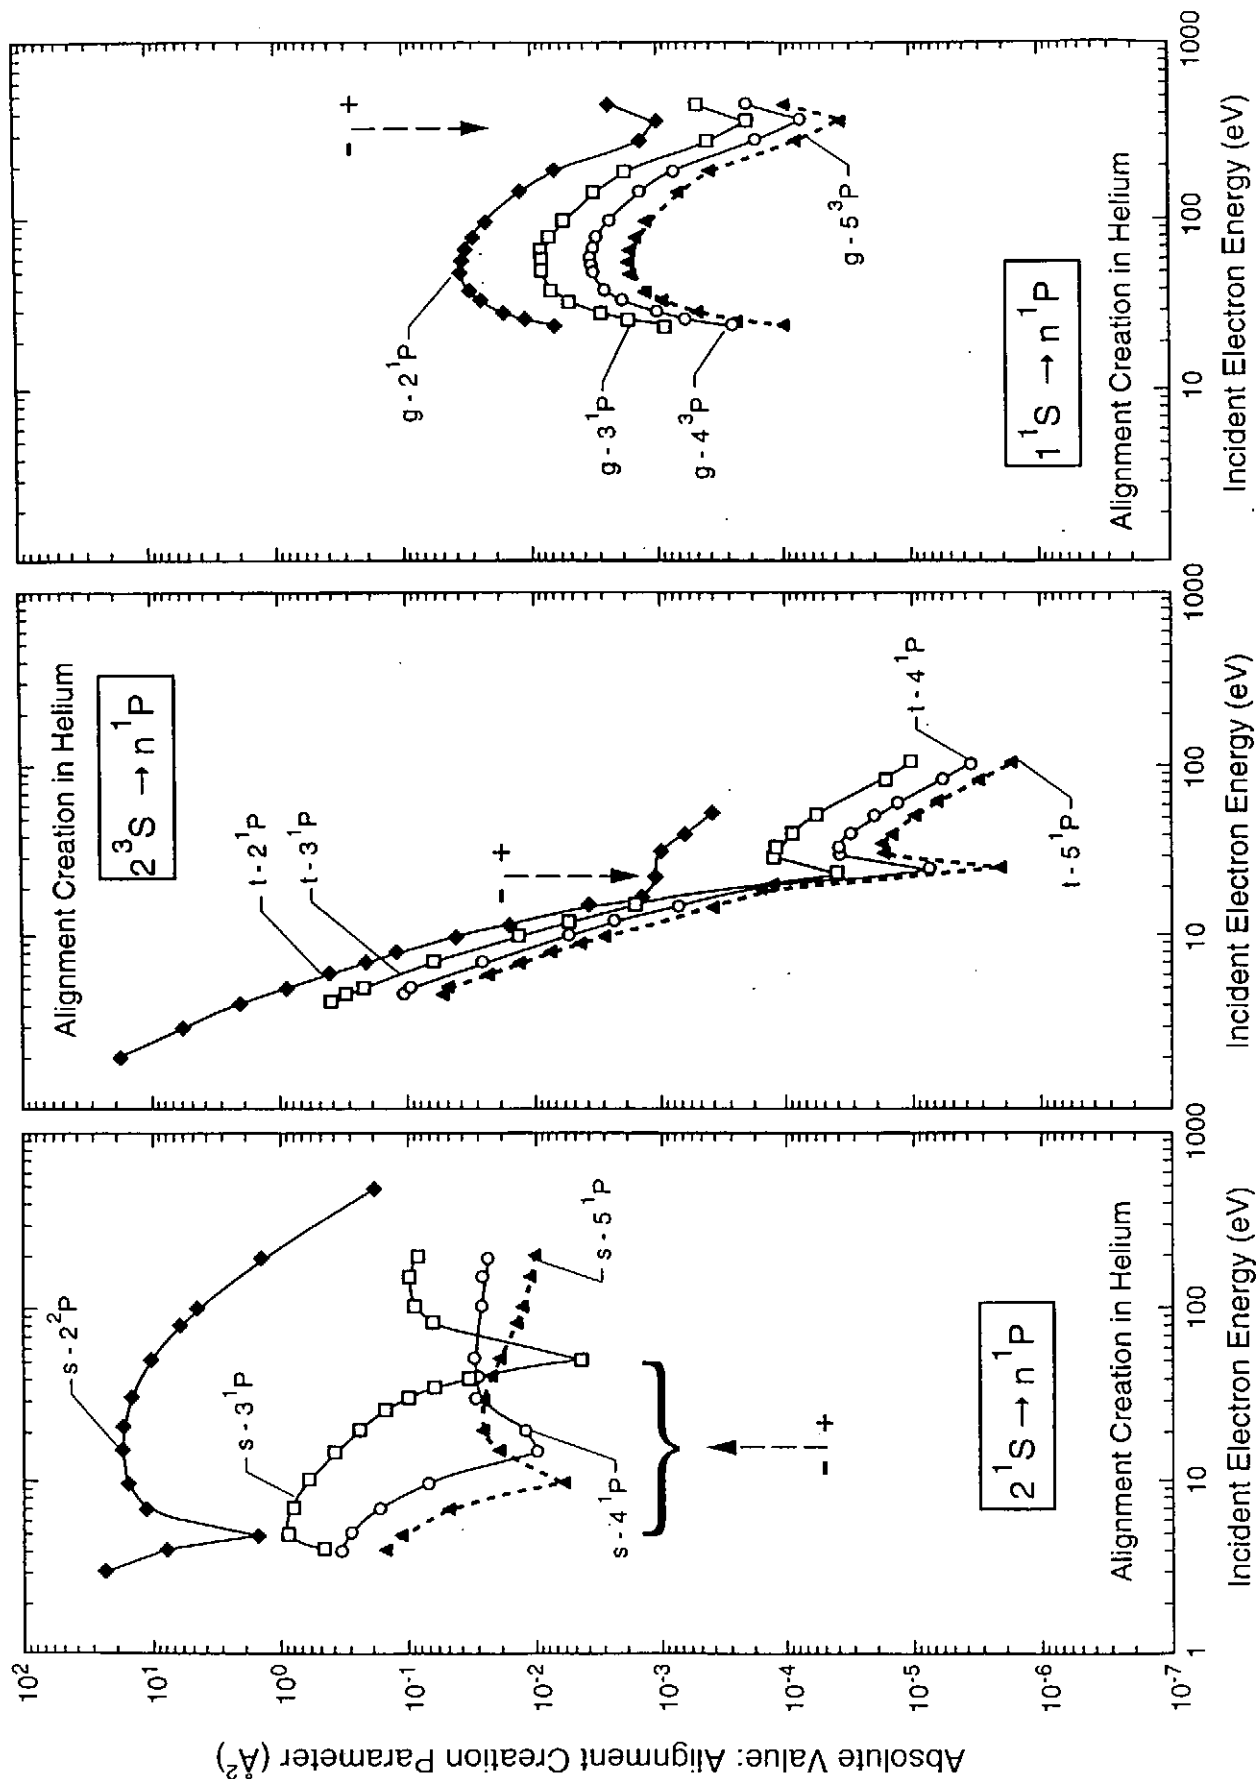 Absolute Value: Alignment Creation Parameter (Å²)
10²
10¹
10⁰
10⁻¹
10⁻²
10⁻³
10⁻⁴
10⁻⁵
10⁻⁶
10⁻⁷
s - 2²P
s - 3¹P
s - 4¹P
s - 5¹P
- +
2¹S → n¹P
Alignment Creation in Helium
1
10
100
1000
Incident Electron Energy (eV)
Alignment Creation in Helium
2³S → n¹P
t - 2¹P
t - 3¹P
- +
t - 4¹P
t - 5¹P
10
100
1000
Incident Electron Energy (eV)
- +
g - 2¹P
g - 3¹P
g - 4³P
g - 5³P
1¹S → n¹P
Alignment Creation in Helium
10
100
1000
Incident Electron Energy (eV)